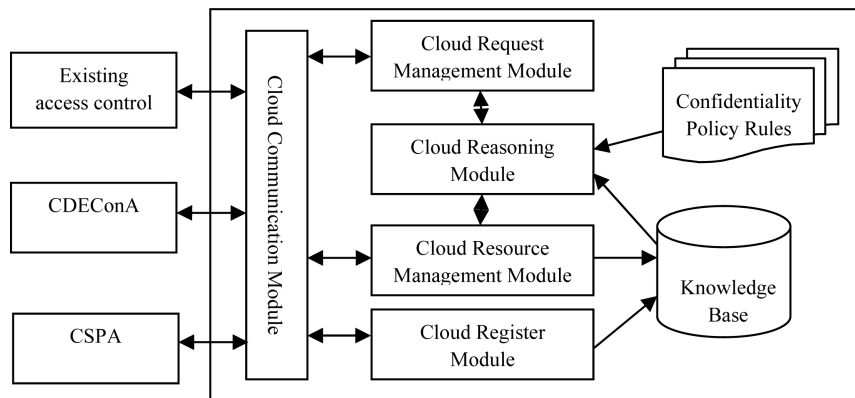 Existing
access control
CDEConA
CSPA
Cloud Communication Module
Cloud Request
Management Module
Cloud Reasoning
Module
Cloud Resource
Management Module
Cloud Register
Module
Confidentiality
Policy Rules
Knowledge
Base